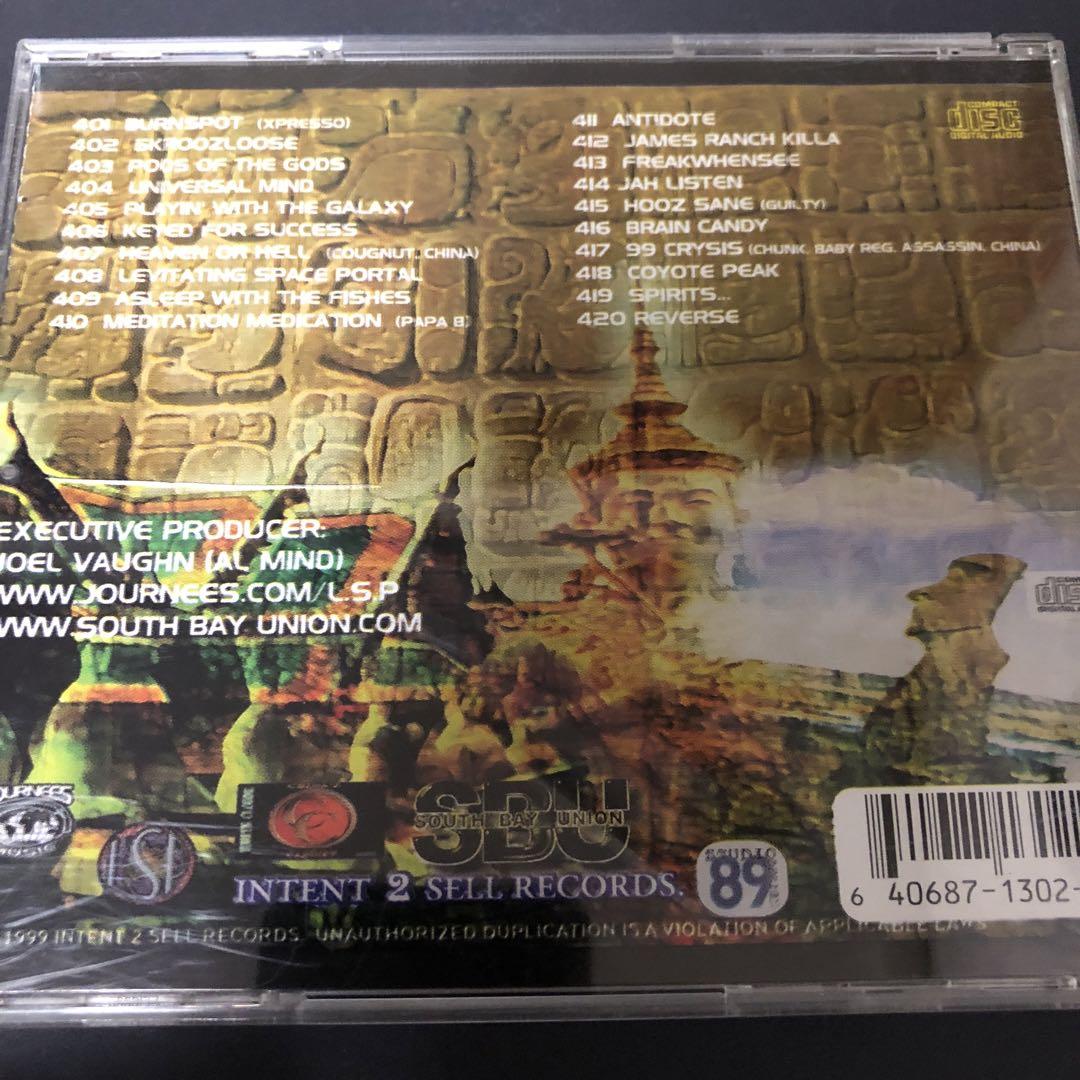 401 BURNSPOT (XPRESSO)
402 SKROOZLOOSE
403 PODS OF THE GODS
404 UNIVERSAL MIND
405 PLAYIN' WITH THE GALAXY
406 KEYED FOR SUCCESS
407 HEAVEN OR HELL (COUGNUT, CHINA)
408 LEVITATING SPACE PORTAL
409 ASLEEP WITH THE FISHES
410 MEDITATION MEDICATION (PAPA B)
411 ANTIDOTE
412 JAMES RANCH KILLA
413 FREAKWHENSEE
414 JAH LISTEN
415 HOOZ SANE (GUILTY)
416 BRAIN CANDY
417 99 CRYSIS (CHUNK, BABY REG, ASSASSIN, CHINA)
418 COYOTE PEAK
419 SPIRITS...
420 REVERSE
COMPACT
disc
DIGITAL AUDIO
EXECUTIVE PRODUCER:
JOEL VAUGHN (AL MIND)
WWW.JOURNEES.COM/L.S.P
WWW.SOUTH BAY UNION.COM
JOURNEES
MUSIC
SBU
SOUTH BAY UNION
INTENT 2 SELL RECORDS.
STUDIO
89
6 40687-1302-
1999 INTENT 2 SELL RECORDS. UNAUTHORIZED DUPLICATION IS A VIOLATION OF APPLICABLE LAWS